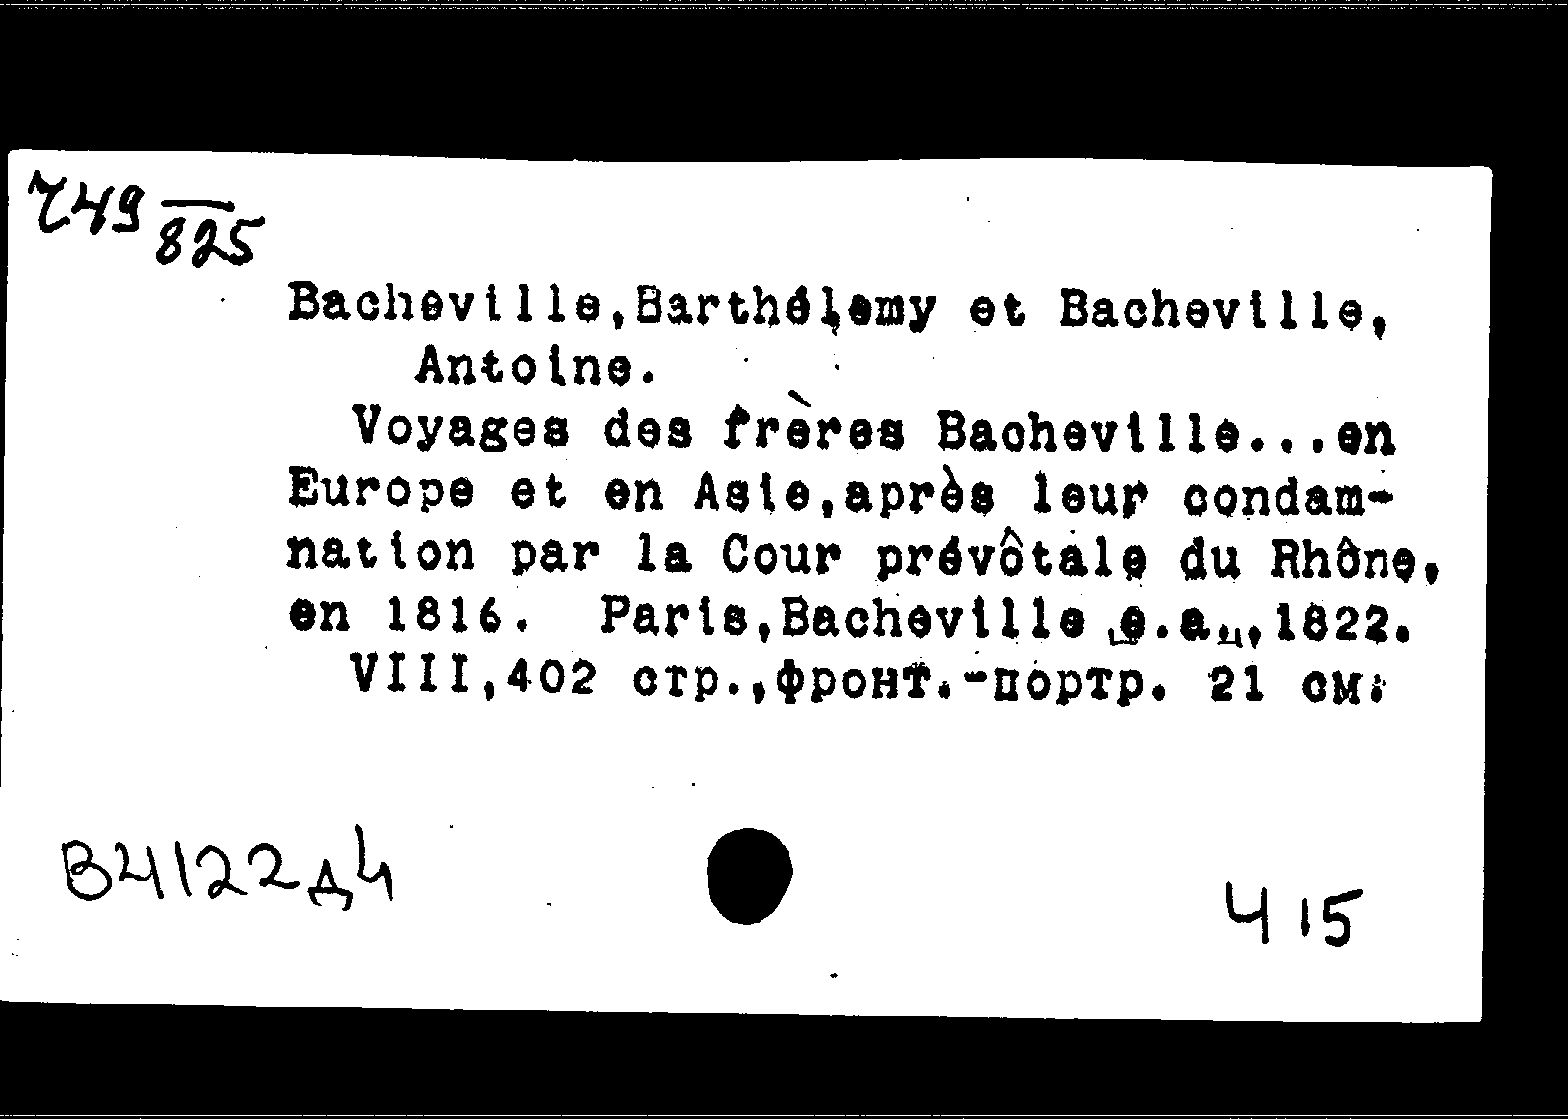 749 825
Bacheville,Barthélemy et Bacheville,
Antoine.
Voyages des frères Bacheville...en
Europe et en Asie,après leur condam-
nation par la Cour prévôtale du Rhône,
en 1816. Paris,Bacheville e.a.,1822.
VIII,402 стр.,фронт.-портр. 21 см.
В4122д4
415